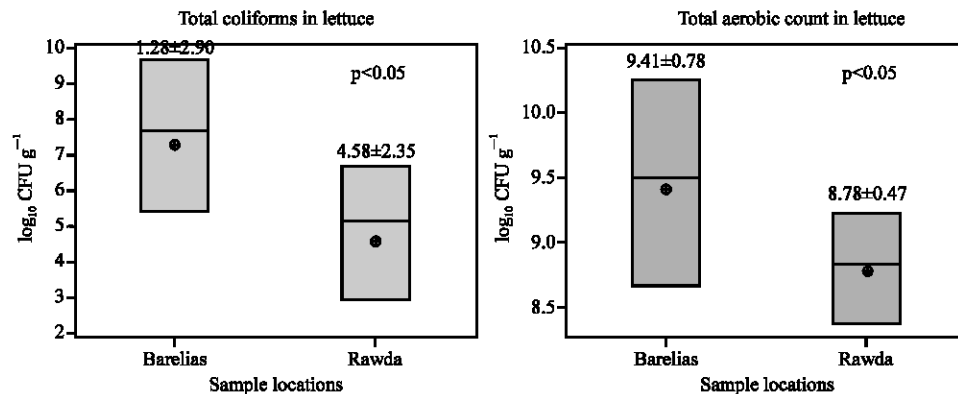 Total coliforms in lettuce
10
9
8
7
6
5
4
3
2
log10 CFU g−1
1.28±2.90
p<0.05
4.58±2.35
Barelias
Rawda
Sample locations
Total aerobic count in lettuce
10.5
10.0
9.5
9.0
8.5
log10 CFU g−1
9.41±0.78
p<0.05
8.78±0.47
Barelias
Rawda
Sample locations